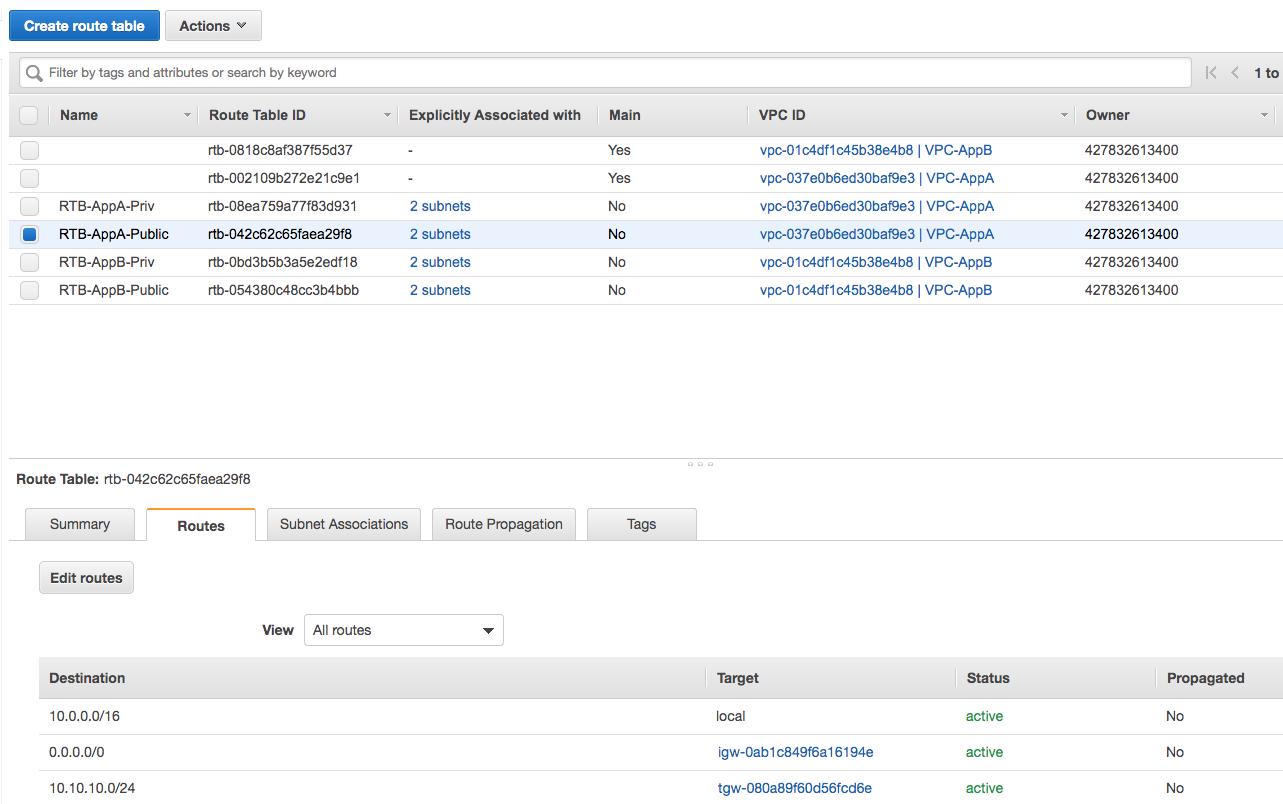 Create route table Actions
Filter by tags and attributes or search by keyword 1 to
Name Route Table ID Explicitly Associated with Main VPC ID Owner
rtb-0818c8af387f55d37 - Yes vpc-01c4df1c45b38e4b8 | VPC-AppB 427832613400
rtb-002109b272e21c9e1 - Yes vpc-037e0b6ed30baf9e3 | VPC-AppA 427832613400
RTB-AppA-Priv rtb-08ea759a77f83d931 2 subnets No vpc-037e0b6ed30baf9e3 | VPC-AppA 427832613400
RTB-AppA-Public rtb-042c62c65faea29f8 2 subnets No vpc-037e0b6ed30baf9e3 | VPC-AppA 427832613400
RTB-AppB-Priv rtb-0bd3b5b3a5e2edf18 2 subnets No vpc-01c4df1c45b38e4b8 | VPC-AppB 427832613400
RTB-AppB-Public rtb-054380c48cc3b4bbb 2 subnets No vpc-01c4df1c45b38e4b8 | VPC-AppB 427832613400
Route Table: rtb-042c62c65faea29f8
Summary Routes Subnet Associations Route Propagation Tags
Edit routes
View All routes
Destination Target Status Propagated
10.0.0.0/16 local active No
0.0.0.0/0 igw-0ab1c849f6a16194e active No
10.10.10.0/24 tgw-080a89f60d56fcd6e active No